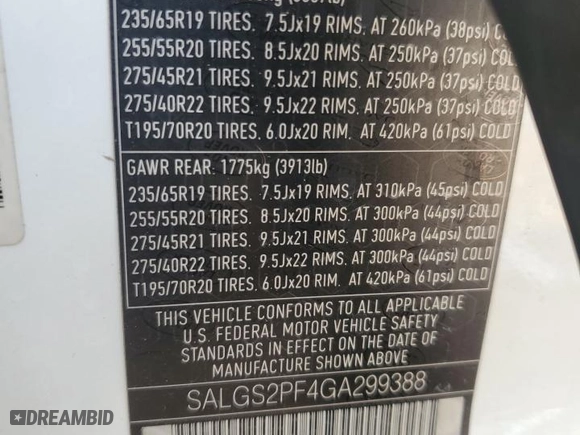 235/65R19 TIRES. 7.5Jx19 RIMS. AT 260kPa (38psi) COLD
255/55R20 TIRES. 8.5Jx20 RIMS. AT 250kPa (37psi) COLD
275/45R21 TIRES. 9.5Jx21 RIMS. AT 250kPa (37psi) COLD
275/40R22 TIRES. 9.5Jx22 RIMS. AT 250kPa (37psi) COLD
T195/70R20 TIRES. 6.0Jx20 RIM. AT 420kPa (61psi) COLD
GAWR REAR: 1775kg (3913lb)
235/65R19 TIRES. 7.5Jx19 RIMS. AT 310kPa (45psi) COLD
255/55R20 TIRES. 8.5Jx20 RIMS. AT 300kPa (44psi) COLD
275/45R21 TIRES. 9.5Jx21 RIMS. AT 300kPa (44psi) COLD
275/40R22 TIRES. 9.5Jx22 RIMS. AT 300kPa (44psi) COLD
T195/70R20 TIRES. 6.0Jx20 RIM. AT 420kPa (61psi) COLD
THIS VEHICLE CONFORMS TO ALL APPLICABLE
U.S. FEDERAL MOTOR VEHICLE SAFETY
STANDARDS IN EFFECT ON THE DATE OF
MANUFACTURE SHOWN ABOVE.
SALGS2PF4GA299388
© DEALERSCOPE